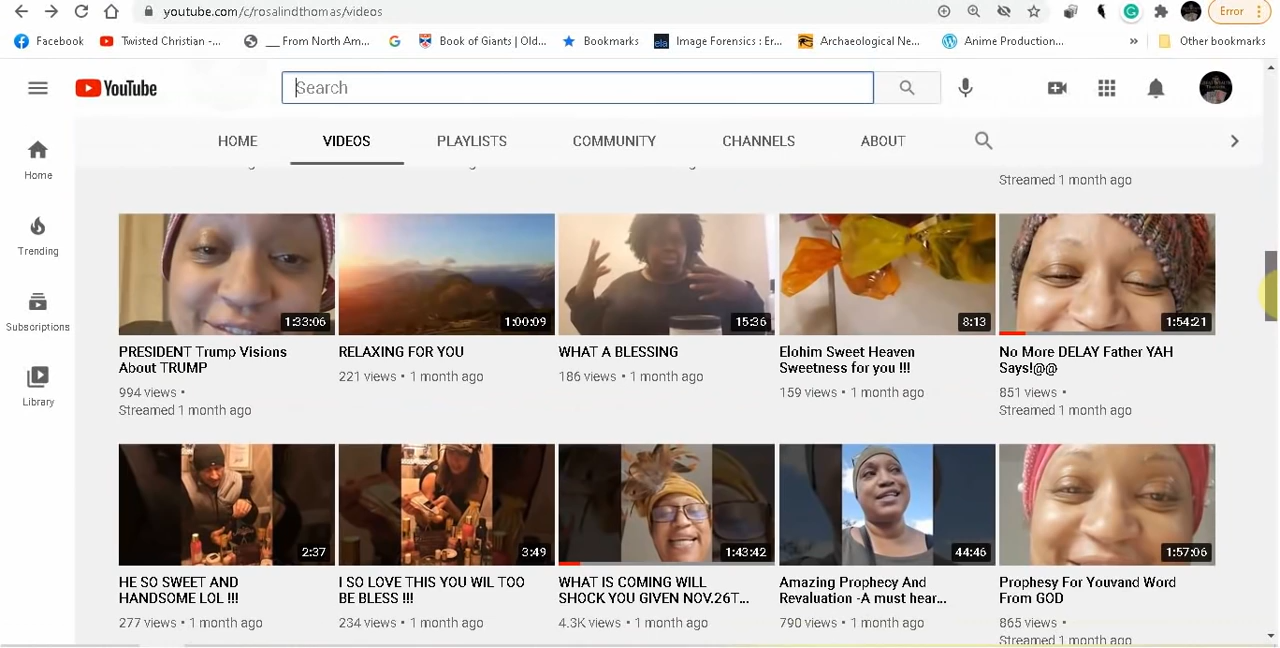 youtube.com/c/rosalindthomas/videos
Error
Facebook
Twisted Christian -...
__ From North Am...
Book of Giants | Old...
Bookmarks
ela
Image Forensics : Er...
Archaeological Ne...
Anime Production...
»
Other bookmarks
YouTube
Search
HOME
VIDEOS
PLAYLISTS
COMMUNITY
CHANNELS
ABOUT
Home
Trending
Subscriptions
Library
Streamed 1 month ago
1:33:06
1:00:09
15:36
8:13
1:54:21
PRESIDENT Trump Visions
About TRUMP
994 views •
Streamed 1 month ago
RELAXING FOR YOU
221 views • 1 month ago
WHAT A BLESSING
186 views • 1 month ago
Elohim Sweet Heaven
Sweetness for you !!!
159 views • 1 month ago
No More DELAY Father YAH
Says!@@
851 views •
Streamed 1 month ago
2:37
3:49
1:43:42
44:46
1:57:06
HE SO SWEET AND
HANDSOME LOL !!!
277 views • 1 month ago
I SO LOVE THIS YOU WIL TOO
BE BLESS !!!
234 views • 1 month ago
WHAT IS COMING WILL
SHOCK YOU GIVEN NOV.26T...
4.3K views • 1 month ago
Amazing Prophecy And
Revaluation -A must hear...
790 views • 1 month ago
Prophesy For Youvand Word
From GOD
865 views •
Streamed 1 month ago